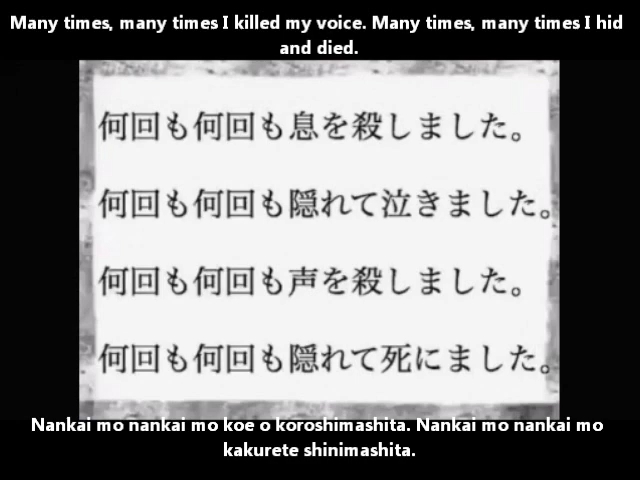 Many times, many times I killed my voice. Many times, many times I hid
and died.
何回も何回も息を殺しました。
何回も何回も隠れて泣きました。
何回も何回も声を殺しました。
何回も何回も隠れて死にました。
Nankai mo nankai mo koe o koroshimashita. Nankai mo nankai mo
kakurete shinimashita.